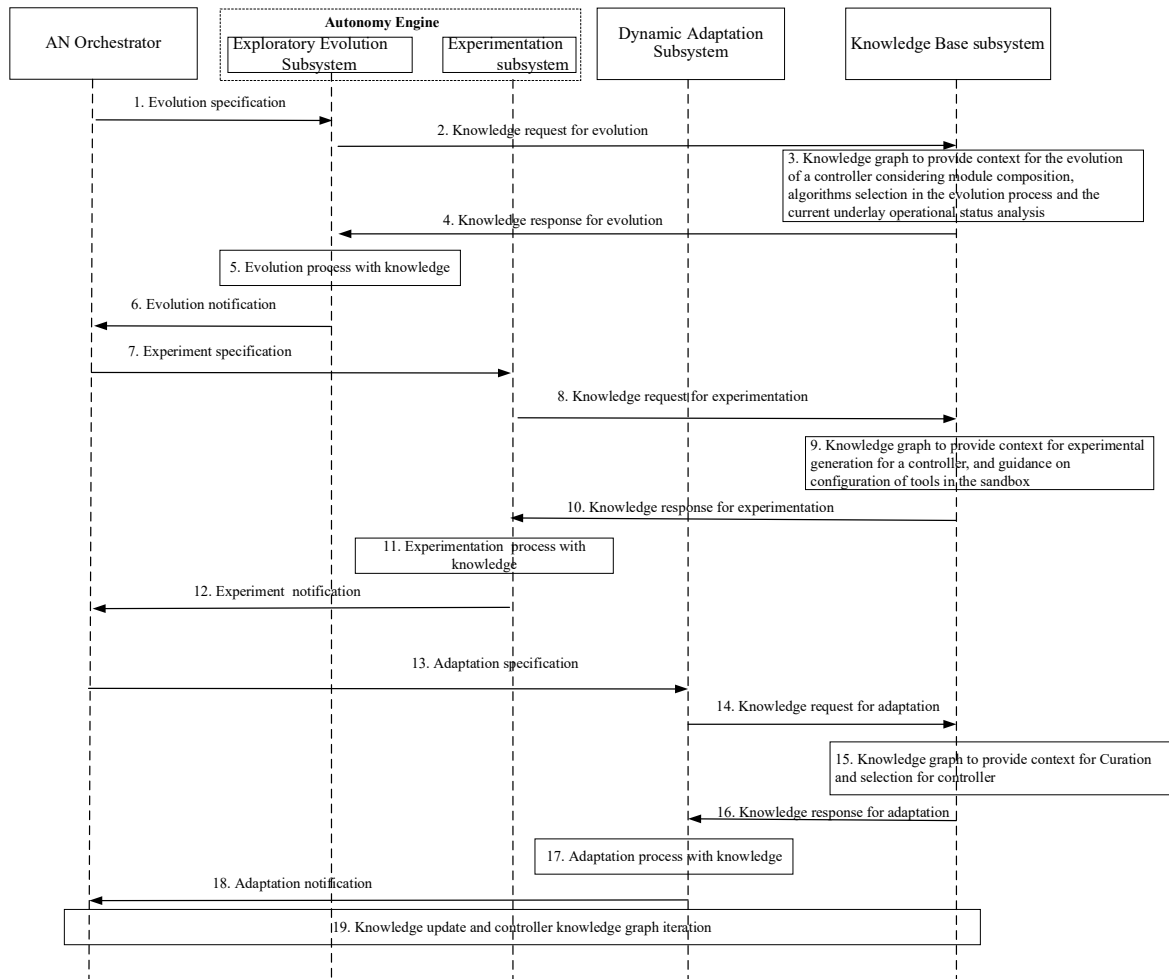 Autonomy Engine
AN Orchestrator
Exploratory Evolution
Subsystem
Experimentation
subsystem
Dynamic Adaptation
Subsystem
Knowledge Base subsystem
1. Evolution specification
2. Knowledge request for evolution
3. Knowledge graph to provide context for the evolution
of a controller considering module composition,
algorithms selection in the evolution process and the
current underlay operational status analysis
4. Knowledge response for evolution
5. Evolution process with knowledge
6. Evolution notification
7. Experiment specification
8. Knowledge request for experimentation
9. Knowledge graph to provide context for experimental
generation for a controller, and guidance on
configuration of tools in the sandbox
10. Knowledge response for experimentation
11. Experimentation process with
knowledge
12. Experiment notification
13. Adaptation specification
14. Knowledge request for adaptation
15. Knowledge graph to provide context for Curation
and selection for controller
16. Knowledge response for adaptation
17. Adaptation process with knowledge
18. Adaptation notification
19. Knowledge update and controller knowledge graph iteration